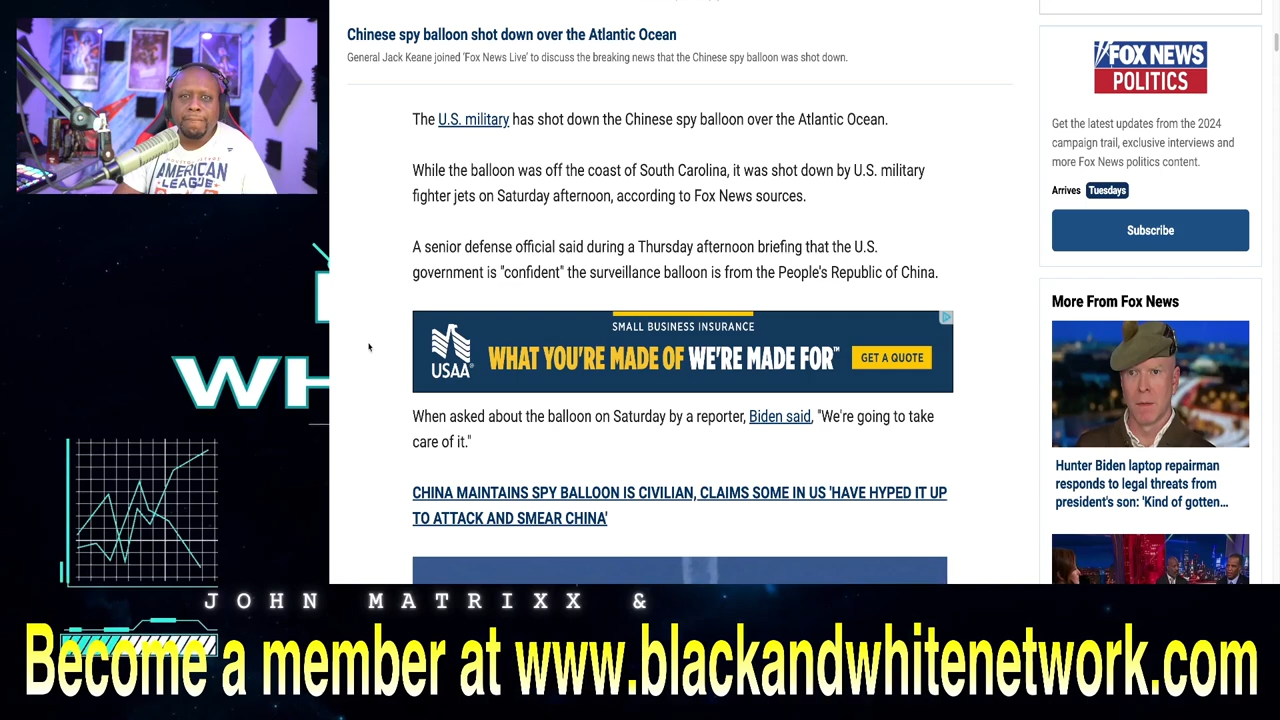 Chinese spy balloon shot down over the Atlantic Ocean
General Jack Keane joined 'Fox News Live' to discuss the breaking news that the Chinese spy balloon was shot down.
The U.S. military has shot down the Chinese spy balloon over the Atlantic Ocean.
While the balloon was off the coast of South Carolina, it was shot down by U.S. military
fighter jets on Saturday afternoon, according to Fox News sources.
A senior defense official said during a Thursday afternoon briefing that the U.S.
government is "confident" the surveillance balloon is from the People's Republic of China.
SMALL BUSINESS INSURANCE
USAA®
WHAT YOU'RE MADE OF WE'RE MADE FOR™
GET A QUOTE
When asked about the balloon on Saturday by a reporter, Biden said, "We're going to take
care of it."
CHINA MAINTAINS SPY BALLOON IS CIVILIAN, CLAIMS SOME IN US 'HAVE HYPED IT UP
TO ATTACK AND SMEAR CHINA'
FOX NEWS
POLITICS
Get the latest updates from the 2024
campaign trail, exclusive interviews and
more Fox News politics content.
Arrives Tuesdays
Subscribe
More From Fox News
Hunter Biden laptop repairman
responds to legal threats from
president's son: 'Kind of gotten...
AMERICAN
LEAGUE
WH
JOHN MATRIXX &
Become a member at www.blackandwhitenetwork.com